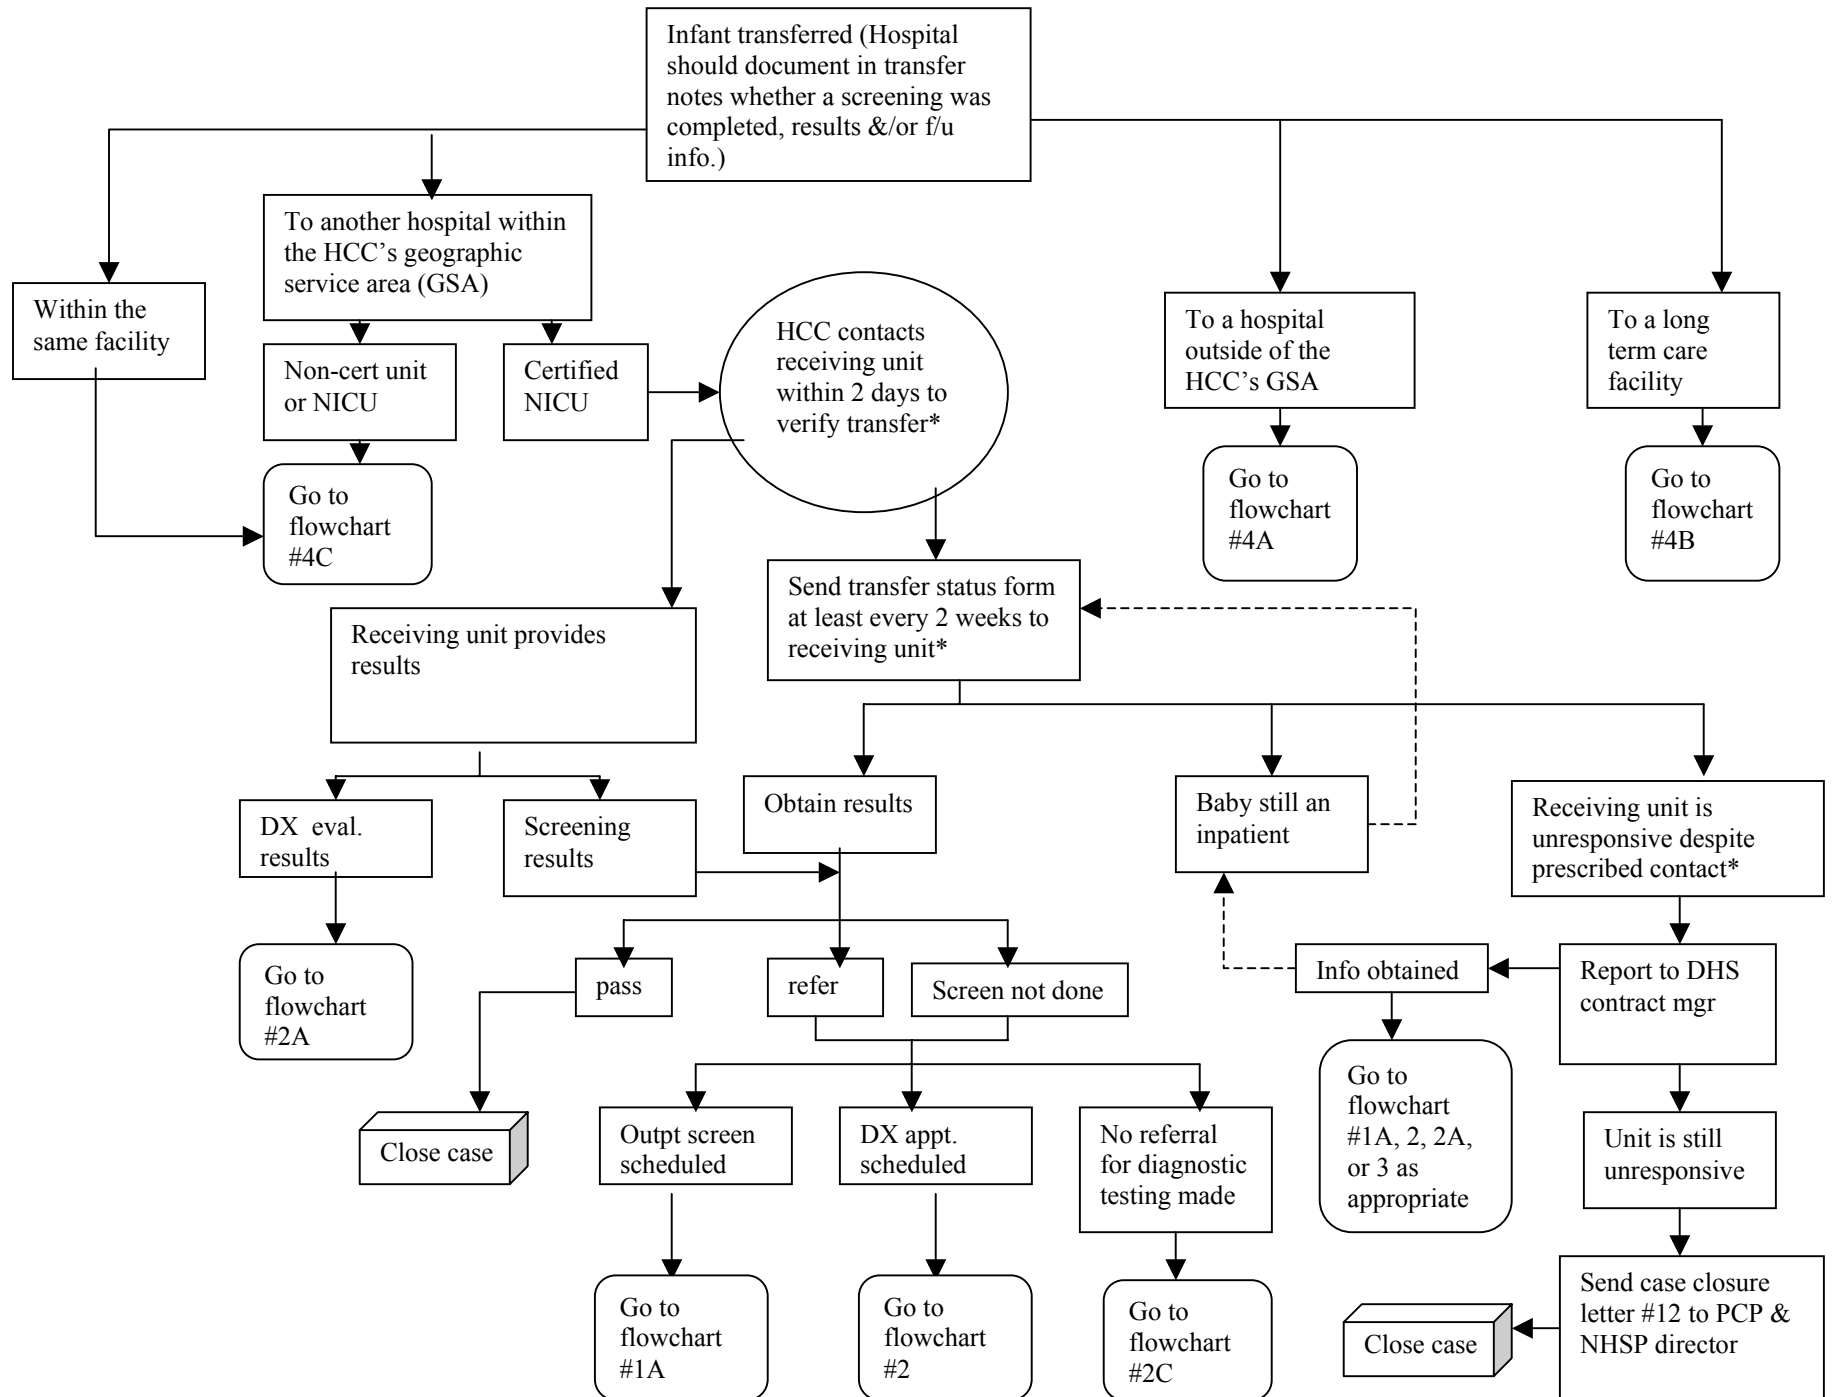 Infant transferred (Hospital
should document in transfer
notes whether a screening was
completed, results &/or f/u
info.)
To another hospital within
the HCC’s geographic
service area (GSA)
Within the
same facility
Non-cert unit
or NICU
Certified
NICU
HCC contacts
receiving unit
within 2 days to
verify transfer*
To a hospital
outside of the
HCC’s GSA
To a long
term care
facility
Go to
flowchart
#4C
Go to
flowchart
#4A
Go to
flowchart
#4B
Send transfer status form
at least every 2 weeks to
receiving unit*
Receiving unit provides
results
DX eval.
results
Screening
results
Obtain results
Baby still an
inpatient
Receiving unit is
unresponsive despite
prescribed contact*
Go to
flowchart
#2A
pass
refer
Screen not done
Info obtained
Report to DHS
contract mgr
Close case
Outpt screen
scheduled
DX appt.
scheduled
No referral
for diagnostic
testing made
Go to
flowchart
#1A, 2, 2A,
or 3 as
appropriate
Unit is still
unresponsive
Go to
flowchart
#1A
Go to
flowchart
#2
Go to
flowchart
#2C
Close case
Send case closure
letter #12 to PCP &
NHSP director